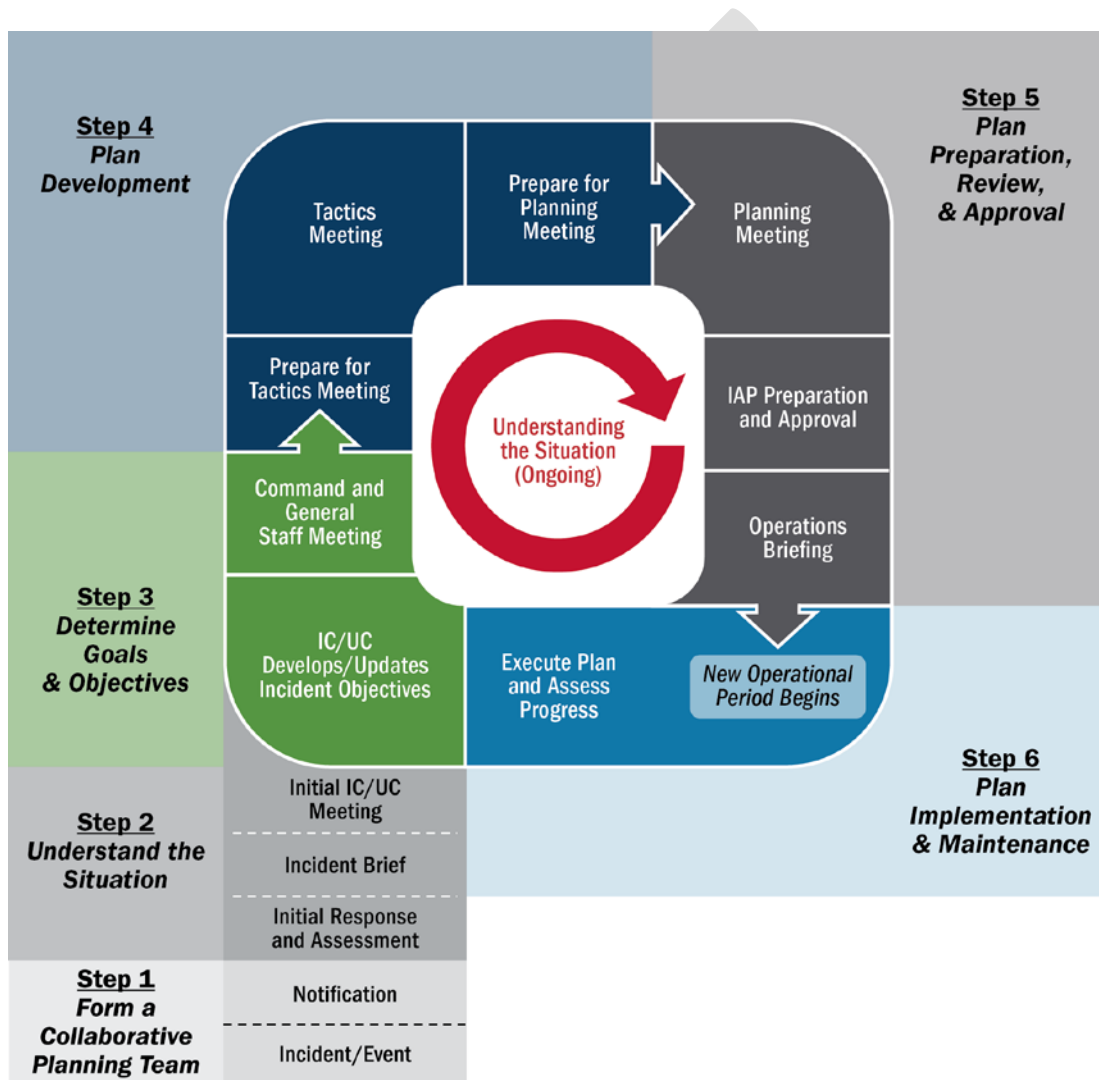 Step 4
Plan
Development
Step 5
Plan
Preparation,
Review,
& Approval
Tactics
Meeting
Prepare for
Planning
Meeting
Planning
Meeting
Prepare for
Tactics Meeting
Understanding
the Situation
(Ongoing)
IAP Preparation
and Approval
Command and
General
Staff Meeting
Operations
Briefing
Step 3
Determine
Goals
& Objectives
IC/UC
Develops/Updates
Incident Objectives
Execute Plan
and Assess
Progress
New Operational
Period Begins
Step 6
Plan
Implementation
& Maintenance
Step 2
Understand the
Situation
Initial IC/UC
Meeting
Incident Brief
Initial Response
and Assessment
Step 1
Form a
Collaborative
Planning Team
Notification
Incident/Event